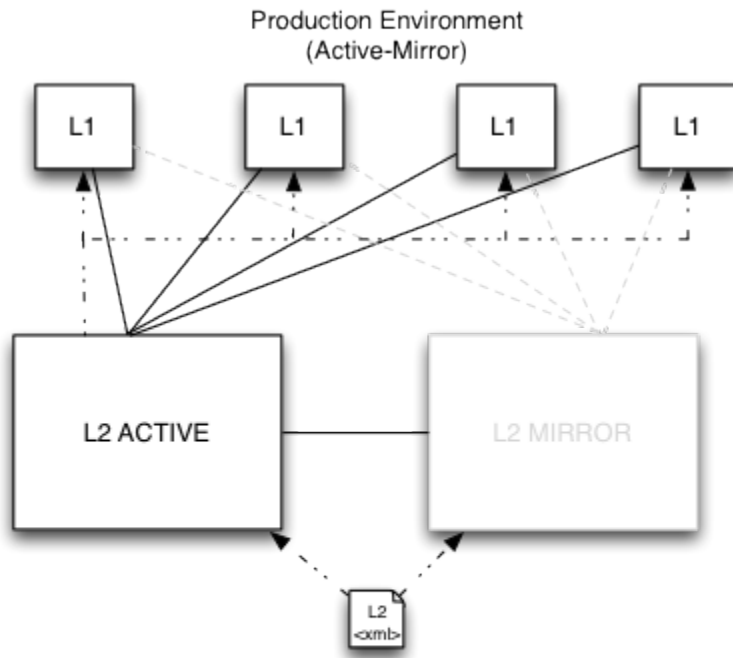 Production Environment
(Active-Mirror)
L1
L1
L1
L1
L2 ACTIVE
L2 MIRROR
L2
<xml>